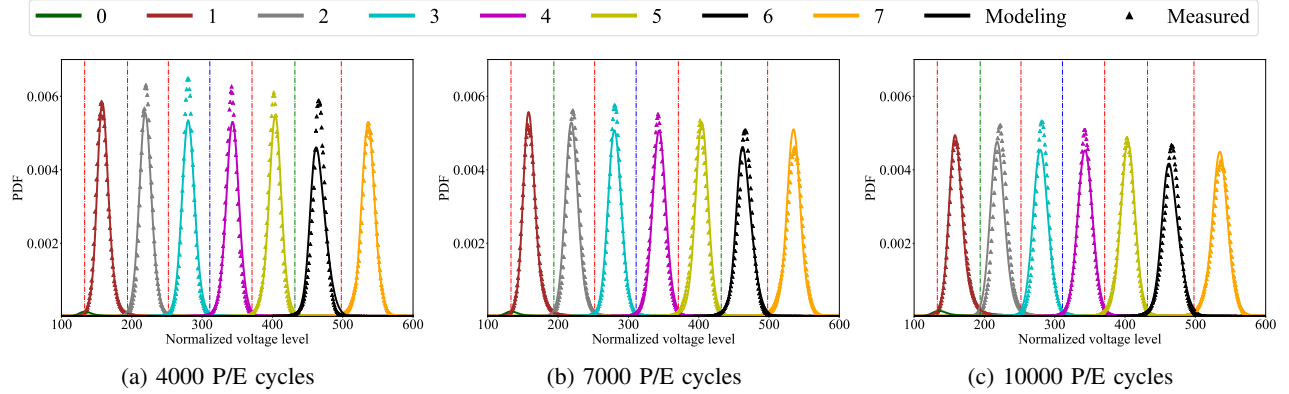 0 1 2 3 4 5 6 7 Modeling Measured
0.006
0.004
0.002
PDF
100 200 300 400 500 600
Normalized voltage level
(a) 4000 P/E cycles
0.006
0.004
0.002
PDF
100 200 300 400 500 600
Normalized voltage level
(b) 7000 P/E cycles
0.006
0.004
0.002
PDF
100 200 300 400 500 600
Normalized voltage level
(c) 10000 P/E cycles